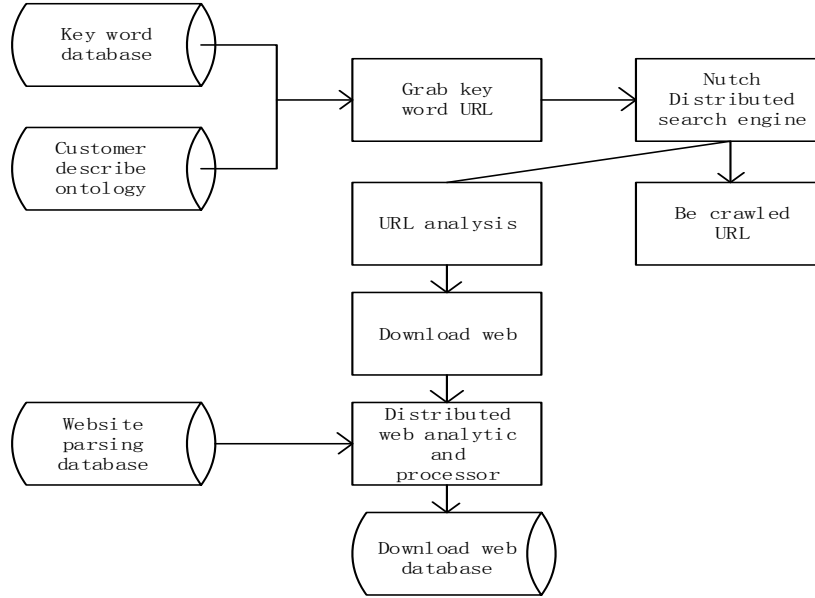 Key word
database
Grab key
word URL
Nutch
Distributed
search engine
Customer
describe
ontology
URL analysis
Be crawled
URL
Download web
Website
parsing
database
Distributed
web analytic
and
processor
Download web
database